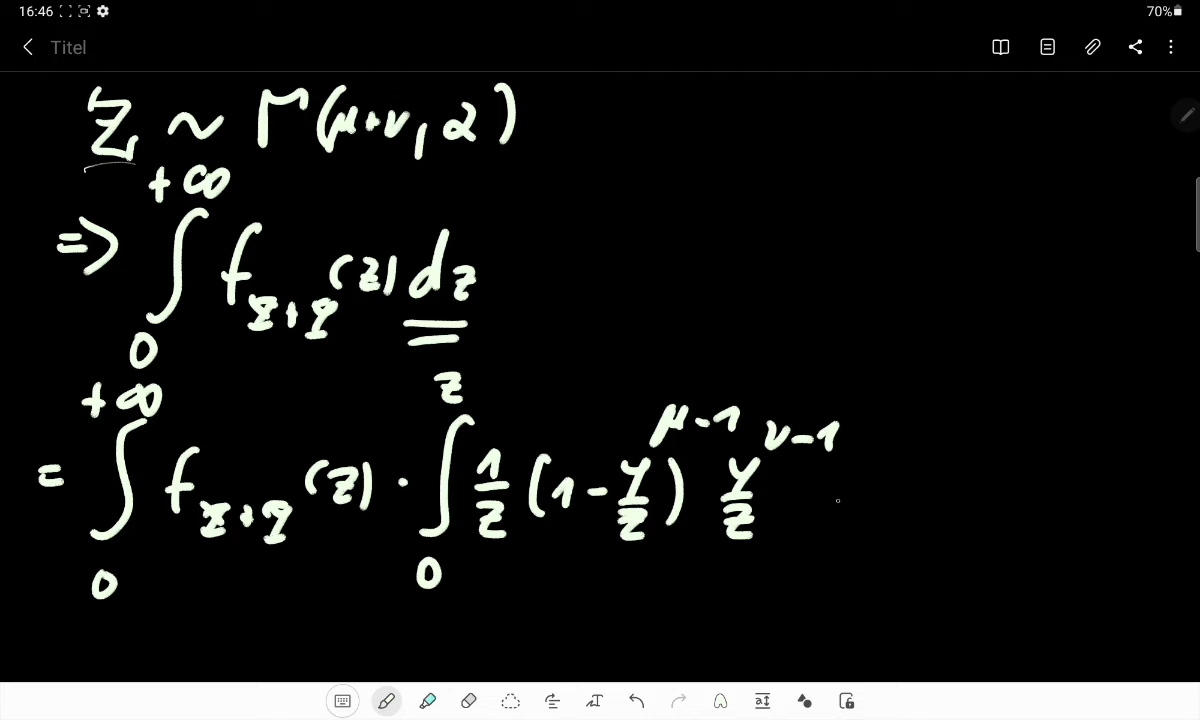 16:46 70%
Titel
Z ~ Γ(μ+ν, α)
=> ∫₀^{+∞} f_{X+Y}(z) dz
= ∫₀^{+∞} f_{X+Y}(z) · ∫₀^z 1/z (1 - y/z)^{μ-1} y/z^{ν-1}